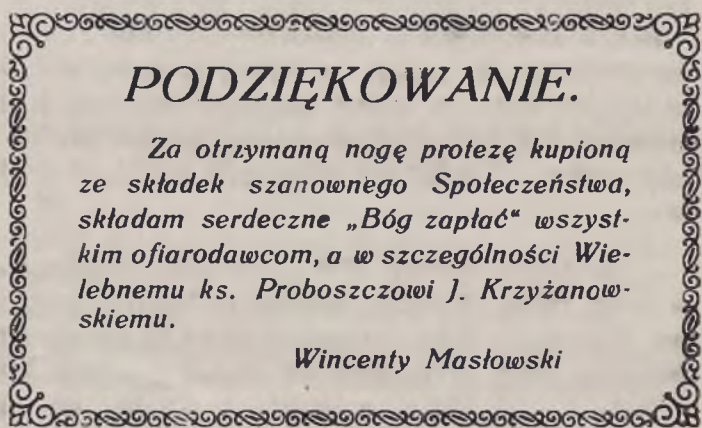 PODZIĘKOWANIE.
Za otrzymaną nogę protezę kupioną
ze składek szanownego Społeczeństwa,
składam serdeczne „Bóg zapłać“ wszyst-
kim ofiarodawcom, a w szczególności Wie-
lebnemu ks. Proboszczowi J. Krzyżanow-
skiemu.
Wincenty Masłowski